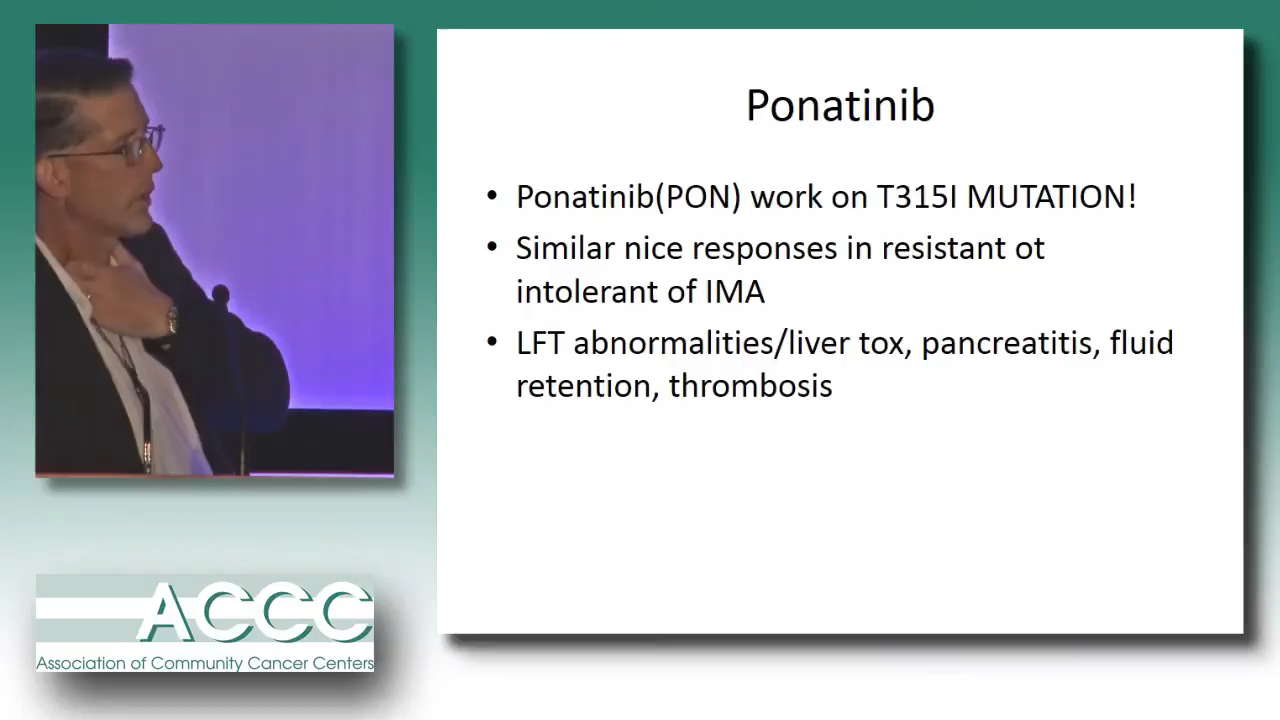 Ponatinib
• Ponatinib(PON) work on T315I MUTATION!
• Similar nice responses in resistant ot
intolerant of IMA
• LFT abnormalities/liver tox, pancreatitis, fluid
retention, thrombosis
ACCC
Association of Community Cancer Centers